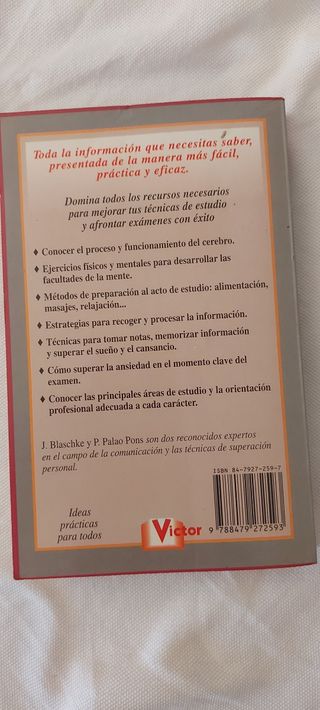 Toda la información que necesitas saber,
presentada de la manera más fácil,
práctica y eficaz.
Domina todos los recursos necesarios
para mejorar tus técnicas de estudio
y afrontar exámenes con éxito
♦ Conocer el proceso y funcionamiento del cerebro.
♦ Ejercicios físicos y mentales para desarrollar las
facultades de la mente.
♦ Métodos de preparación al acto de estudio: alimentación,
masajes, relajación...
♦ Estrategias para recoger y procesar la información.
♦ Técnicas para tomar notas, memorizar información
y superar el sueño y el cansancio.
♦ Cómo superar la ansiedad en el momento clave del
examen.
♦ Conocer las principales áreas de estudio y la orientación
profesional adecuada a cada carácter.
J. Blaschke y P. Palao Pons son dos reconocidos expertos
en el campo de la comunicación y las técnicas de superación
personal.
ISBN 84-7927-259-7
Ideas
prácticas
para todos
Victor
9 788479 272593